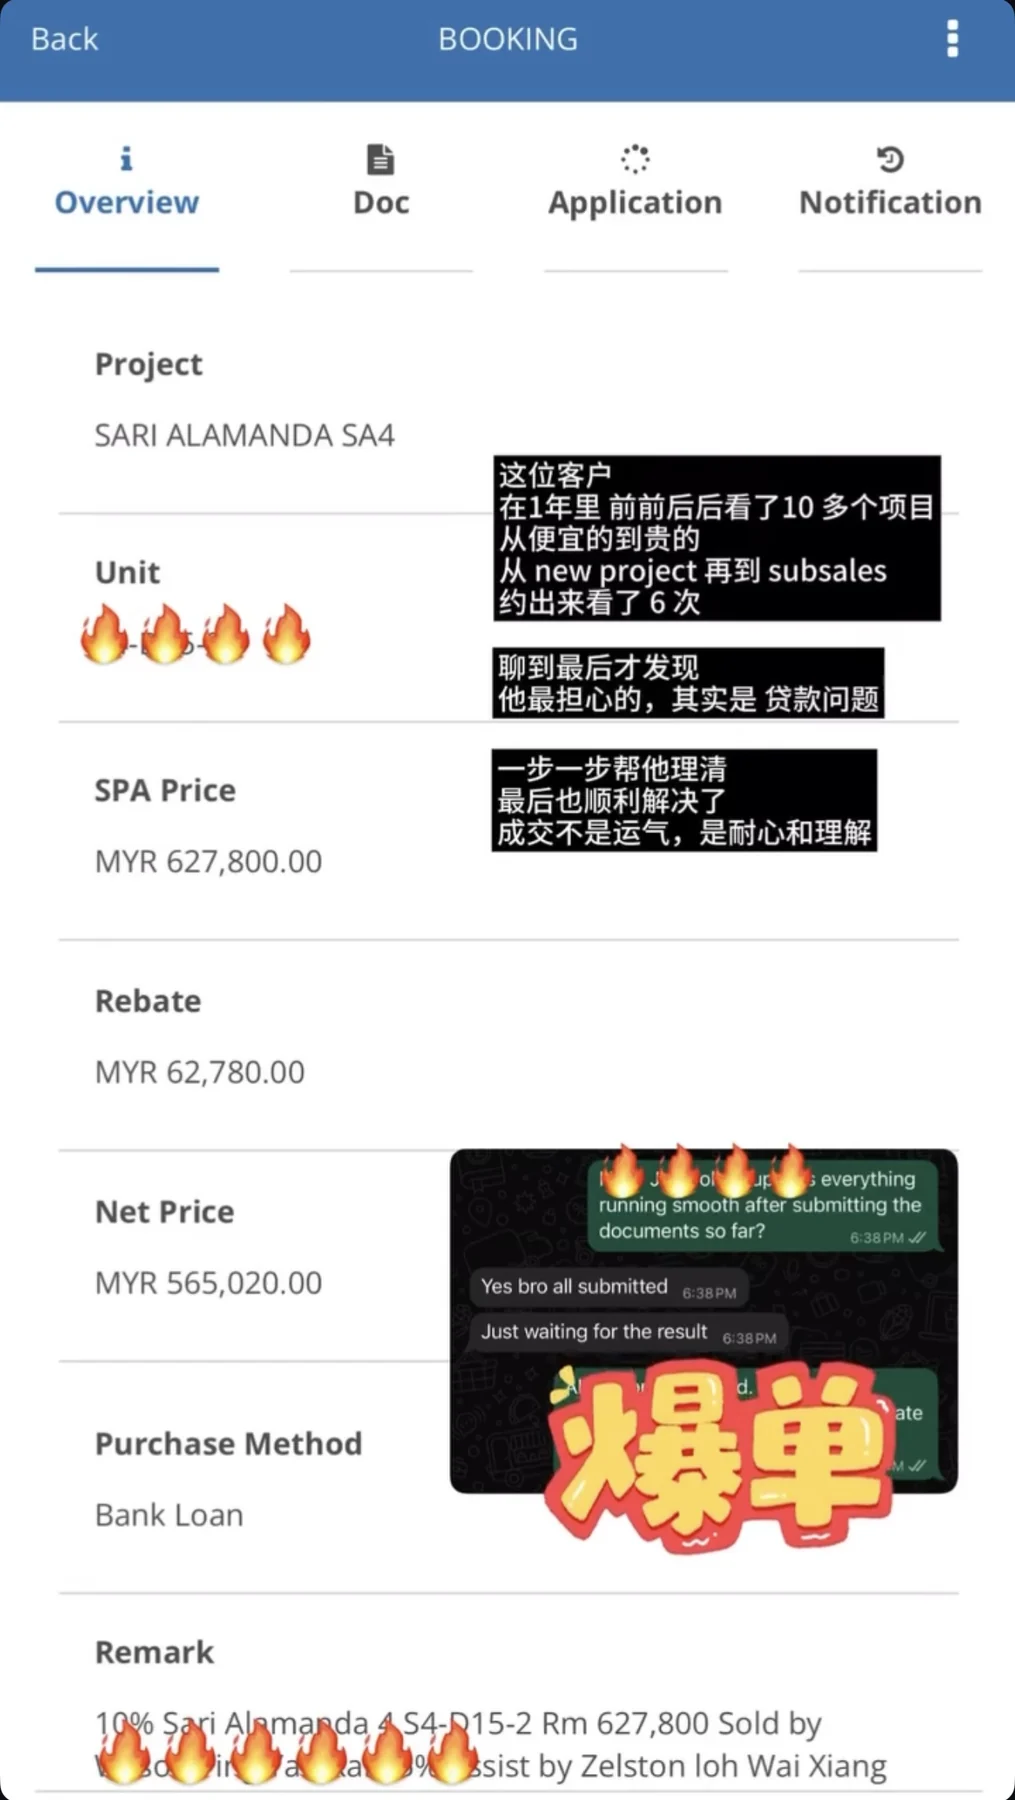 Back
BOOKING
Overview
Doc
Application
Notification
Project
SARI ALAMANDA SA4
这位客户
在1年里 前前后后看了10 多个项目
从便宜的到贵的
从 new project 再到 subsales
约出来看了 6 次
Unit
聊到最后才发现
他最担心的，其实是 贷款问题
SPA Price
MYR 627,800.00
一步一步帮他理清
最后也顺利解决了
成交不是运气，是耐心和理解
Rebate
MYR 62,780.00
Net Price
MYR 565,020.00
everything
running smooth after submitting the
documents so far?
6:38 PM
Yes bro all submitted
6:38 PM
Just waiting for the result
6:38 PM
爆单
Purchase Method
Bank Loan
Remark
10% Sari Alamanda 4 S4-D15-2 Rm 627,800 Sold by
by Zelston loh Wai Xiang